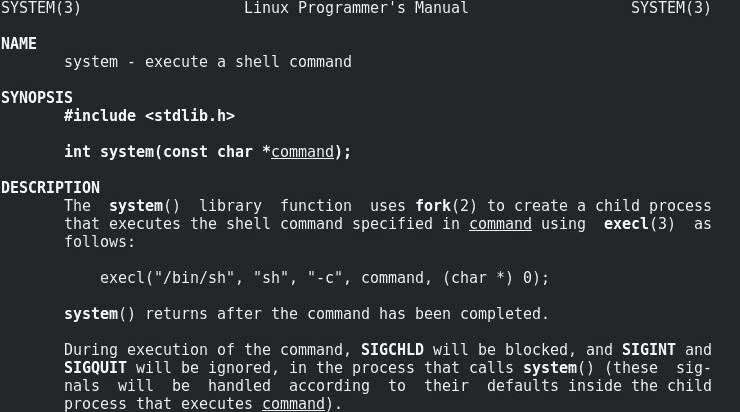 SYSTEM(3) Linux Programmer's Manual SYSTEM(3)
NAME
system - execute a shell command
SYNOPSIS
#include <stdlib.h>
int system(const char *command);
DESCRIPTION
The system() library function uses fork(2) to create a child process
that executes the shell command specified in command using execl(3) as
follows:
execl("/bin/sh", "sh", "-c", command, (char *) 0);
system() returns after the command has been completed.
During execution of the command, SIGCHLD will be blocked, and SIGINT and
SIGQUIT will be ignored, in the process that calls system() (these sig-
nals will be handled according to their defaults inside the child
process that executes command).